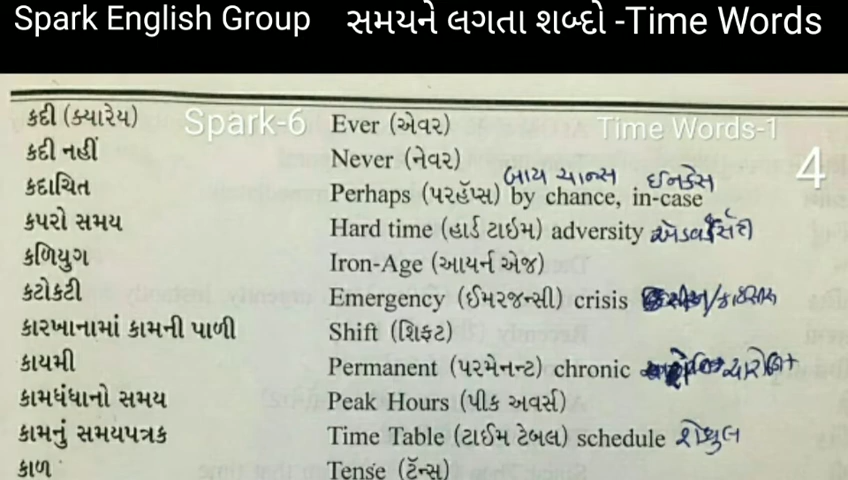 Spark English Group સમયને લગતા શબ્દો -Time Words
કદી (ક્યારેય) Spark-6 Ever (એવર) Time Words-1
કદી નહીં Never (નેવર) 4
બાય ચાન્સ ઈનકેસ
કદાચિત Perhaps (પરહૅપ્સ) by chance, in-case
કપરો સમય Hard time (હાર્ડ ટાઇમ) adversity એડવર્સિટી
કળિયુગ Iron-Age (આયર્ન એજ)
કટોકટી Emergency (ઈમરજન્સી) crisis
કારખાનામાં કામની પાળી Shift (શિફ્ટ)
કાયમી Permanent (પરમેનન્ટ) chronic
કામધંધાનો સમય Peak Hours (પીક અવર્સ)
કામનું સમયપત્રક Time Table (ટાઈમ ટેબલ) schedule
કાળ Tense (ટૅન્સ)